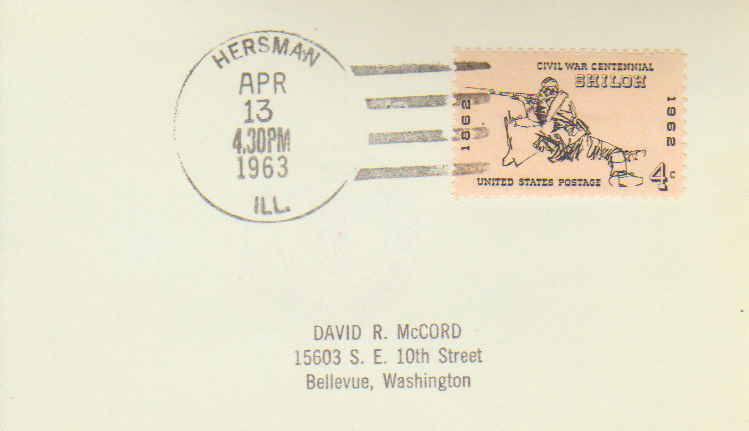 HERSMAN
APR
13
4.30PM
1963
ILL.
CIVIL WAR CENTENNIAL
SHILOH
1862
1962
UNITED STATES POSTAGE
4c
DAVID R. McCORD
15603 S. E. 10th Street
Bellevue, Washington